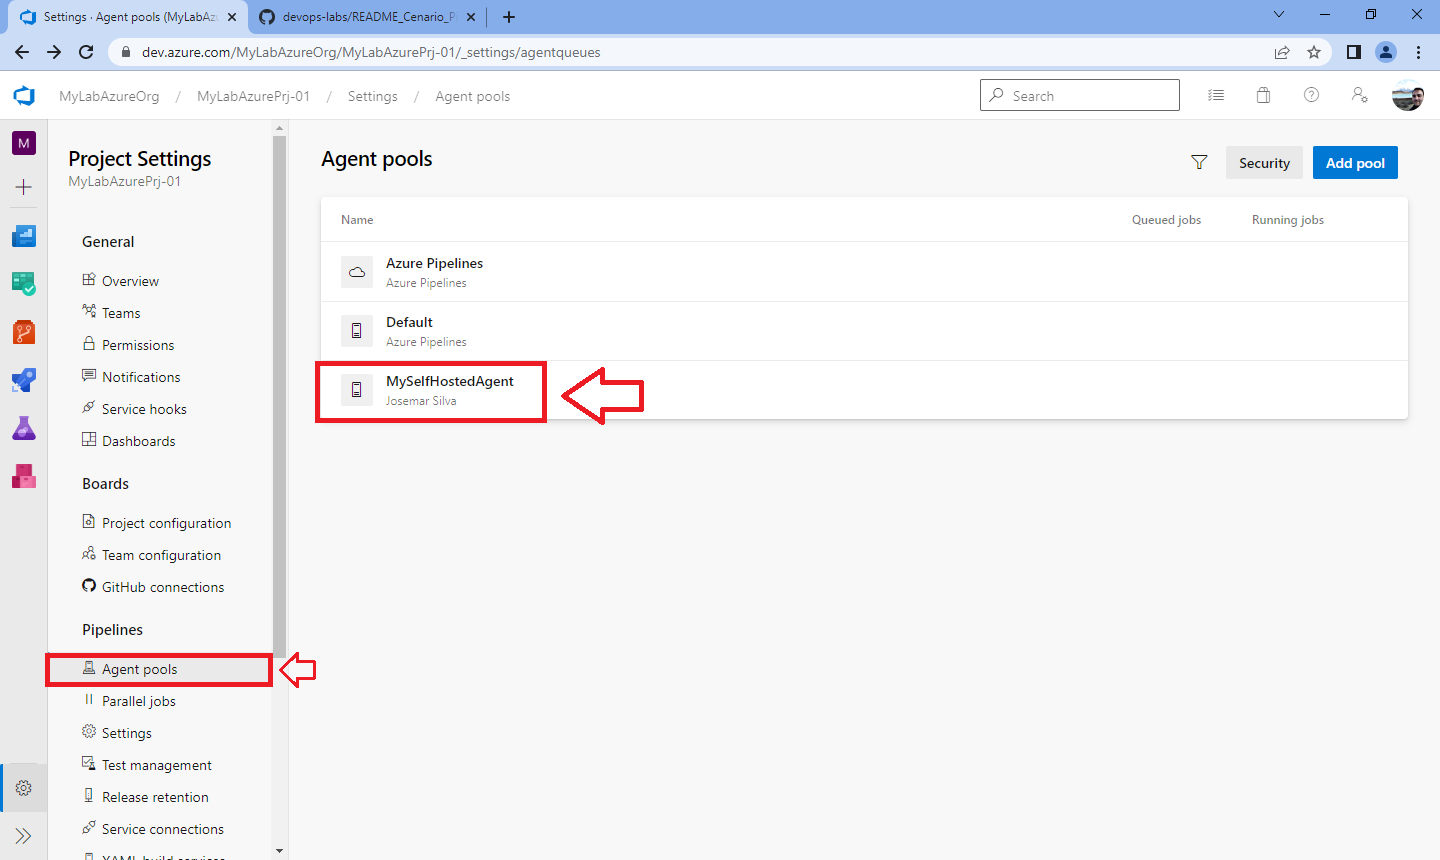 Settings · Agent pools (MyLabAz
devops-labs/README_Cenario_P
dev.azure.com/MyLabAzureOrg/MyLabAzurePrj-01/_settings/agentqueues
MyLabAzureOrg / MyLabAzurePrj-01 / Settings / Agent pools
Search
M
Project Settings
MyLabAzurePrj-01
General
Overview
Teams
Permissions
Notifications
Service hooks
Dashboards
Boards
Project configuration
Team configuration
GitHub connections
Pipelines
Agent pools
Parallel jobs
Settings
Test management
Release retention
Service connections
XAML build services
Agent pools
Security
Add pool
Name Queued jobs Running jobs
Azure Pipelines
Azure Pipelines
Default
Azure Pipelines
MySelfHostedAgent
Josemar Silva